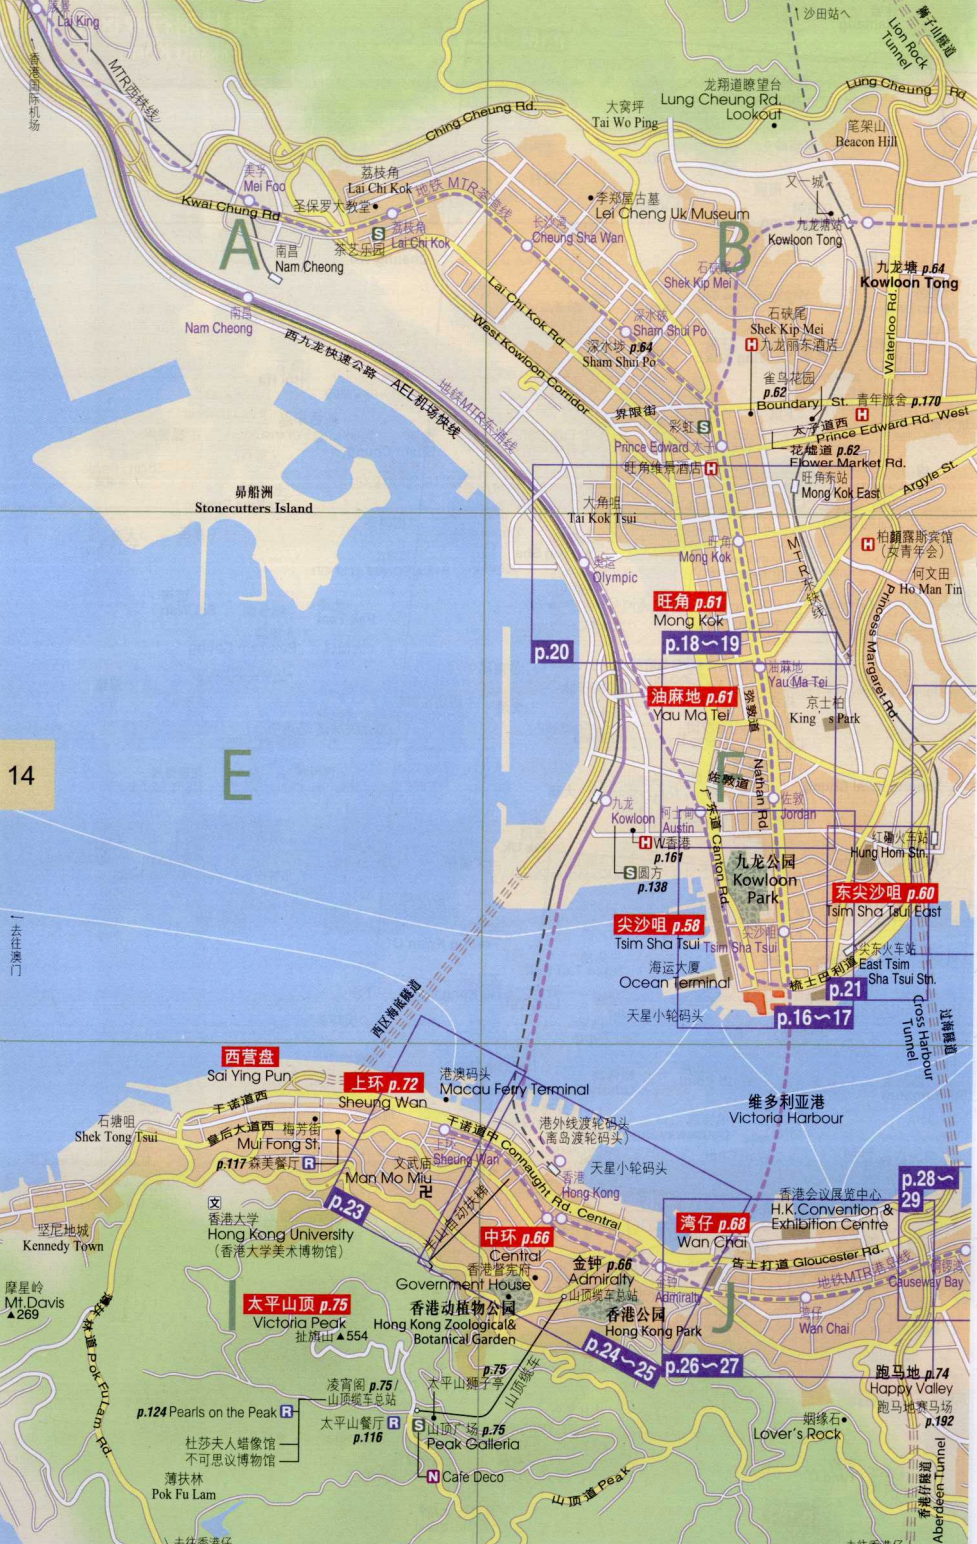 荔景
Lai King
↑沙田站へ
狮子山隧道
Lion Rock
Tunnel
↑香港国际机场
MTR西铁线
Ching Cheung Rd.
大窝坪
Tai Wo Ping
龙翔道瞭望台
Lung Cheung Rd.
Lookout
Lung Cheung Rd.
笔架山
Beacon Hill
美孚
Mei Foo
Kwai Chung Rd
荔枝角
Lai Chi Kok
圣保罗大教堂
地铁 MTR荃湾线
李郑屋古墓
Lei Cheng Uk Museum
又一城
九龙塘站
Kowloon Tong
A
S
荔枝角
Lai Chi Kok
茶艺乐园
南昌
Nam Cheong
长沙湾
Cheung Sha Wan
B
石硖尾
Shek Kip Mei
九龙塘 p.64
Kowloon Tong
南昌
Nam Cheong
Lai Chi Kok Rd.
深水埗
Sham Shui Po
深水埗 p.64
Sham Shui Po
石硖尾
Shek Kip Mei
H 九龙丽东酒店
Waterloo Rd.
西九龙快速公路
AEL机场快线
地铁MTR东涌线
West Kowloon Corridor
雀鸟花园
p.62
界限街
Boundary St.
青年旅舍 p.170
H
彩虹 S
太子道西
Prince Edward Rd. West
Prince Edward 太子
花墟道 p.62
Flower Market Rd.
旺角维景酒店 H
旺角东站
Mong Kok East
Argyle St.
昂船洲
Stonecutters Island
大角咀
Tai Kok Tsui
旺角
Mong Kok
MTR东铁线
H 柏顏露斯宾馆
(女青年会)
奥运
Olympic
何文田
Ho Man Tin
旺角 p.61
Mong Kok
Princess Margaret Rd.
p.20
p.18〜19
油麻地
Yau Ma Tei
油麻地 p.61
Yau Ma Tei
弥敦道
京士柏
King's Park
14
E
F
佐敦道
Nathan Rd.
广东道 Canton Rd.
九龙
Kowloon
柯士甸
Austin
佐敦
Jordan
H W香港
p.161
红磡火车站
Hung Hom Stn.
S 圆方
p.138
九龙公园
Kowloon
Park
东尖沙咀 p.60
Tsim Sha Tsui East
←去往澳门
尖沙咀 p.58
Tsim Sha Tsui
尖沙咀
Tsim Sha Tsui
尖东火车站
East Tsim
Sha Tsui Stn.
海运大厦
Ocean Terminal
梳士巴利道
p.21
天星小轮码头
p.16〜17
西区海底隧道
过海隧道
Cross Harbour
Tunnel
西营盘
Sai Ying Pun
上环 p.72
Sheung Wan
港澳码头
Macau Ferry Terminal
维多利亚港
Victoria Harbour
石塘咀
Shek Tong Tsui
干诺道西
皇后大道西
梅芳街
Mui Fong St.
p.117 森美餐厅 R
干诺道中 Connaught Rd. Central
上环
Sheung Wan
港外线渡轮码头
(离岛渡轮码头)
文武庙
Man Mo Miu
卍
香港
Hong Kong
天星小轮码头
p.28〜
29
p.23
文
香港大学
Hong Kong University
(香港大学美术博物馆)
半山自动扶梯
香港会议展览中心
H.K.Convention &
Exhibition Centre
坚尼地城
Kennedy Town
湾仔 p.68
Wan Chai
中环 p.66
Central
告士打道 Gloucester Rd.
金钟 p.66
Admiralty
山顶缆车总站
香港督宪府
Government House
地铁MTR港岛线
铜锣湾
Causeway Bay
摩星岭
Mt.Davis
▲269
I
J
太平山顶 p.75
Victoria Peak
扯旗山▲554
香港动植物公园
Hong Kong Zoological&
Botanical Garden
香港公园
Hong Kong Park
金钟
Admiralty
湾仔
Wan Chai
薄扶林道 Pok Fu Lam Rd.
p.24〜25
p.26〜27
跑马地 p.74
Happy Valley
跑马地赛马场
p.192
凌霄阁 p.75 /
山顶缆车总站
p.75
太平山狮子亭
山顶缆车
p.124 Pearls on the Peak R
太平山餐厅 R
p.116
S 山顶广场 p.75
Peak Galleria
姻缘石
Lover's Rock
杜莎夫人蜡像馆
不可思议博物馆
N Cafe Deco
薄扶林
Pok Fu Lam
山顶道 Peak
香港仔隧道
Aberdeen Tunnel
去往香港仔
去往香港仔